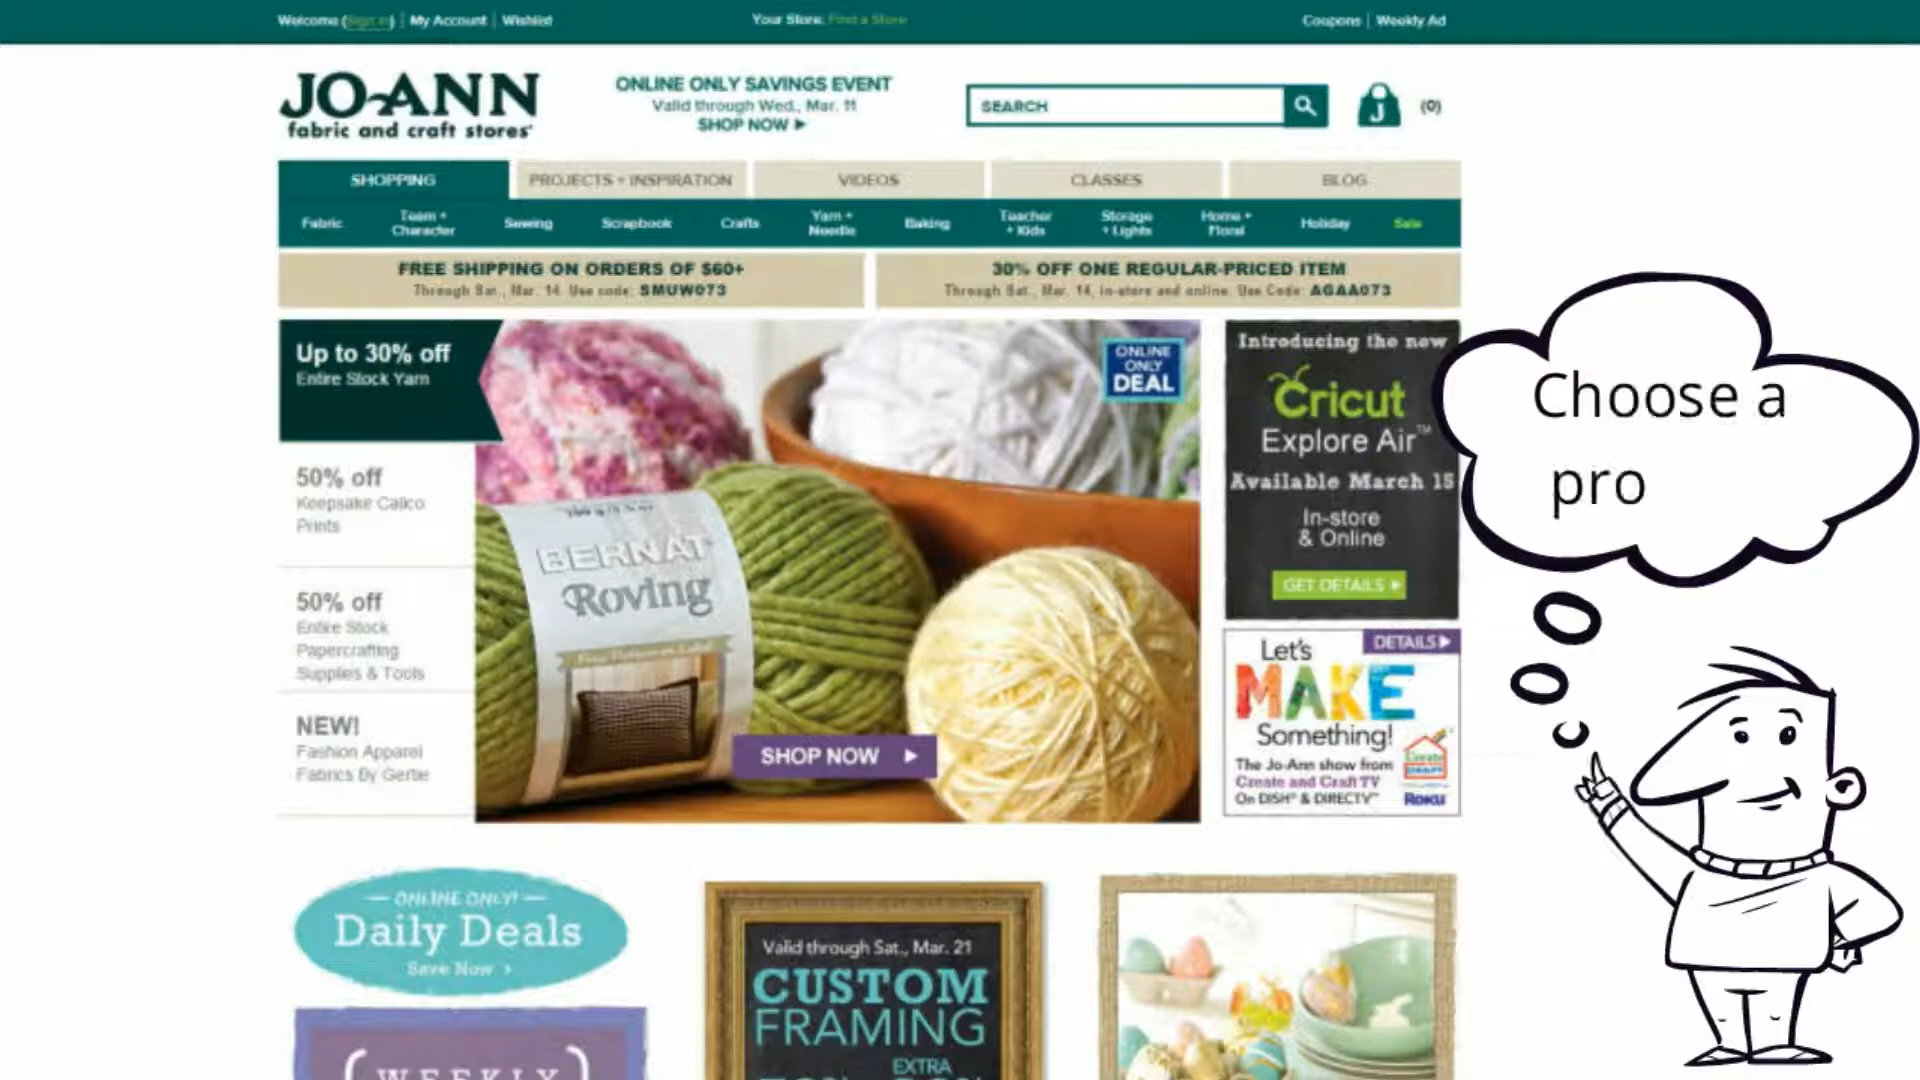 Welcome (Sign in) | My Account | Wishlist
Your Store: Find a Store
Coupons | Weekly Ad
JO-ANN
fabric and craft stores®
ONLINE ONLY SAVINGS EVENT
Valid through Wed., Mar. 11
SHOP NOW ▶
SEARCH
J
(0)
SHOPPING
PROJECTS + INSPIRATION
VIDEOS
CLASSES
BLOG
Fabric
Team +
Character
Sewing
Scrapbook
Crafts
Yarn +
Needle
Baking
Teacher
+ Kids
Storage
+ Lights
Home +
Floral
Holiday
Sale
FREE SHIPPING ON ORDERS OF $60+
Through Sat., Mar. 14. Use code: SMUW073
30% OFF ONE REGULAR-PRICED ITEM
Through Sat., Mar. 14, in-store and online. Use Code: AGAA073
Up to 30% off
Entire Stock Yarn
50% off
Keepsake Calico
Prints
50% off
Entire Stock
Papercrafting
Supplies & Tools
NEW!
Fashion Apparel
Fabrics By Gertie
ONLINE
ONLY
DEAL
BERNAT
Roving
SHOP NOW ▶
Introducing the new
Cricut
Explore Air™
Available March 15
In-store
& Online
GET DETAILS ▶
DETAILS ▶
Let's
MAKE
Something!
The Jo-Ann show from
Create and Craft TV
On DISH® & DIRECTV™
Roku
Choose a
pro
— ONLINE ONLY! —
Daily Deals
Save Now ›
WEEKLY
Valid through Sat., Mar. 21
CUSTOM
FRAMING
EXTRA